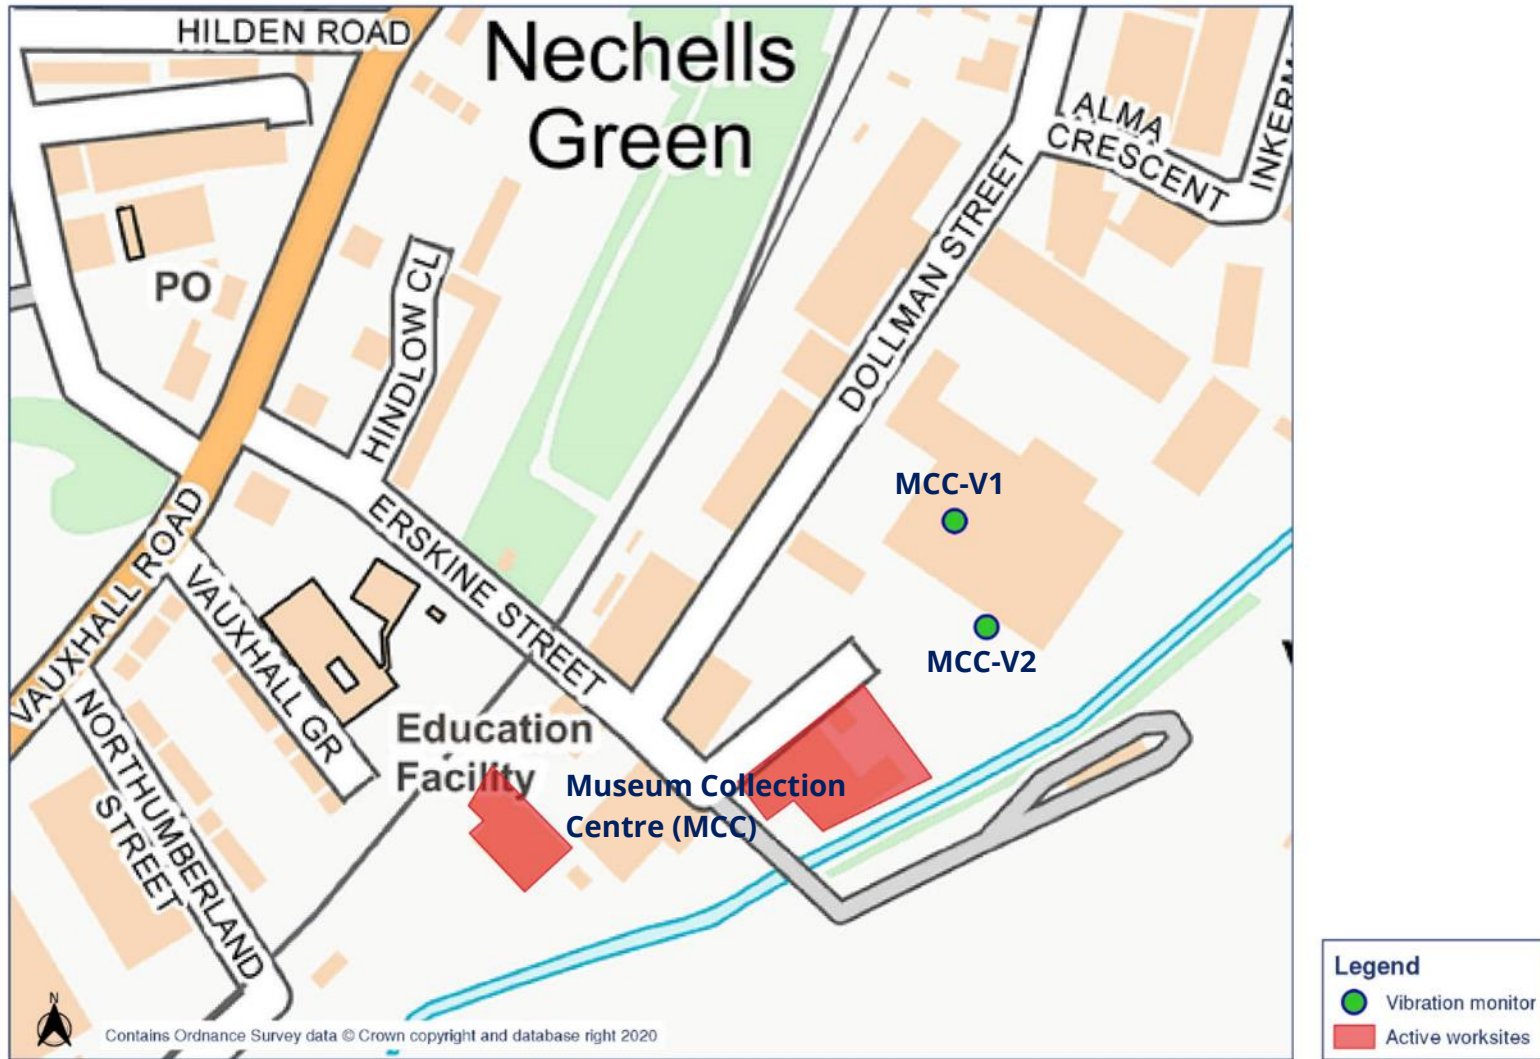 HILDEN ROAD
Nechells
Green
ALMA
CRESCENT
PO
HINDLOW CL
DOLLMAN STREET
MCC-V1
ERSKINE STREET
VAUXHALL ROAD
VAUXHALL GR
MCC-V2
NORTHUMBERLAND
STREET
Education
Facility
Museum Collection
Centre (MCC)
N
Contains Ordnance Survey data © Crown copyright and database right 2020
Legend
Vibration monitor
Active worksites